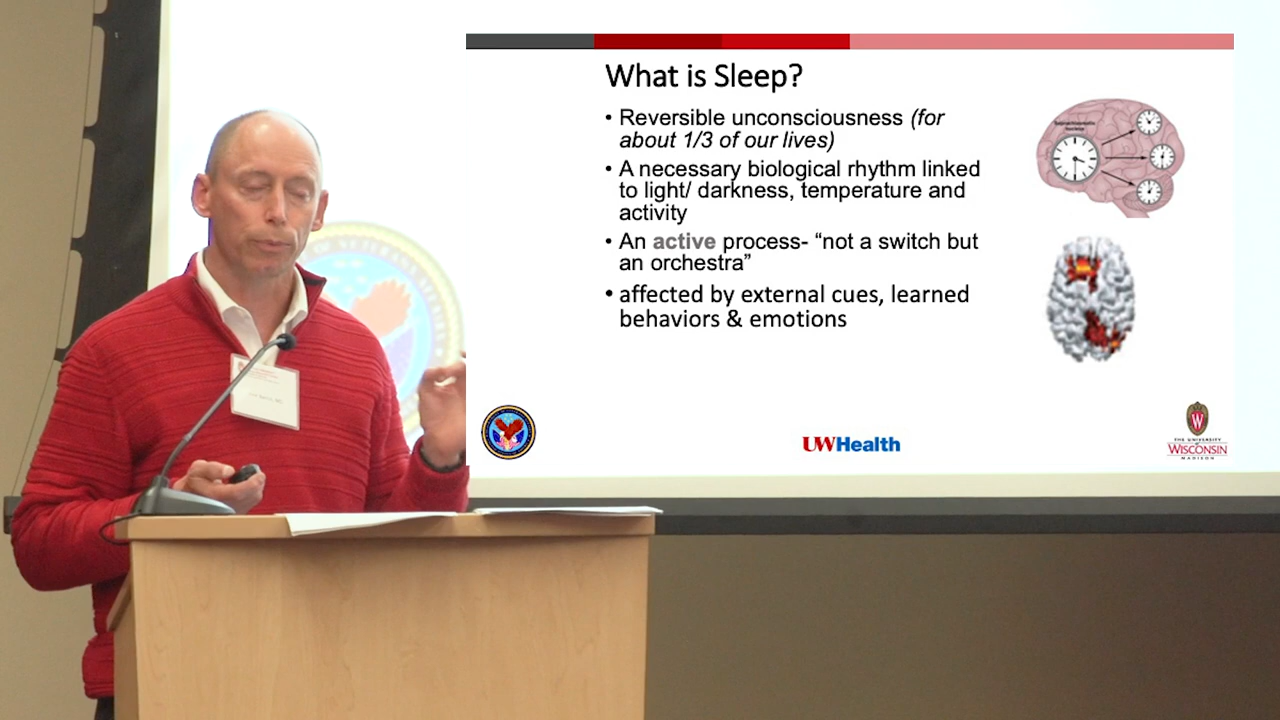 What is Sleep?
• Reversible unconsciousness (for
about 1/3 of our lives)
• A necessary biological rhythm linked
to light/ darkness, temperature and
activity
• An active process- “not a switch but
an orchestra”
• affected by external cues, learned
behaviors & emotions
UWHealth
THE UNIVERSITY
of
WISCONSIN
MADISON